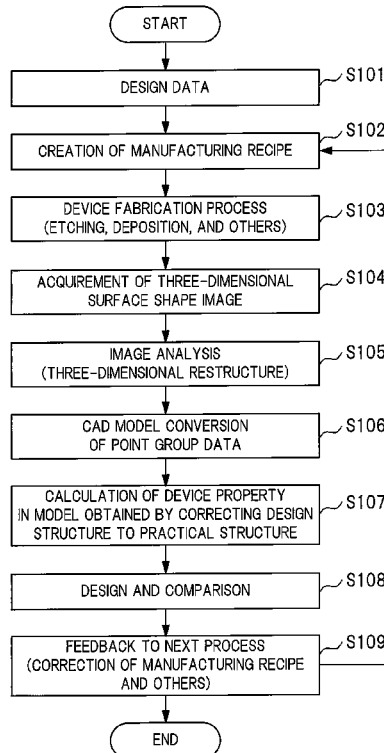 START
S101
DESIGN DATA
S102
CREATION OF MANUFACTURING RECIPE
S103
DEVICE FABRICATION PROCESS
(ETCHING, DEPOSITION, AND OTHERS)
S104
ACQUIREMENT OF THREE-DIMENSIONAL
SURFACE SHAPE IMAGE
S105
IMAGE ANALYSIS
(THREE-DIMENSIONAL RESTRUCTURE)
S106
CAD MODEL CONVERSION
OF POINT GROUP DATA
S107
CALCULATION OF DEVICE PROPERTY
IN MODEL OBTAINED BY CORRECTING DESIGN
STRUCTURE TO PRACTICAL STRUCTURE
S108
DESIGN AND COMPARISON
S109
FEEDBACK TO NEXT PROCESS
(CORRECTION OF MANUFACTURING RECIPE
AND OTHERS)
END